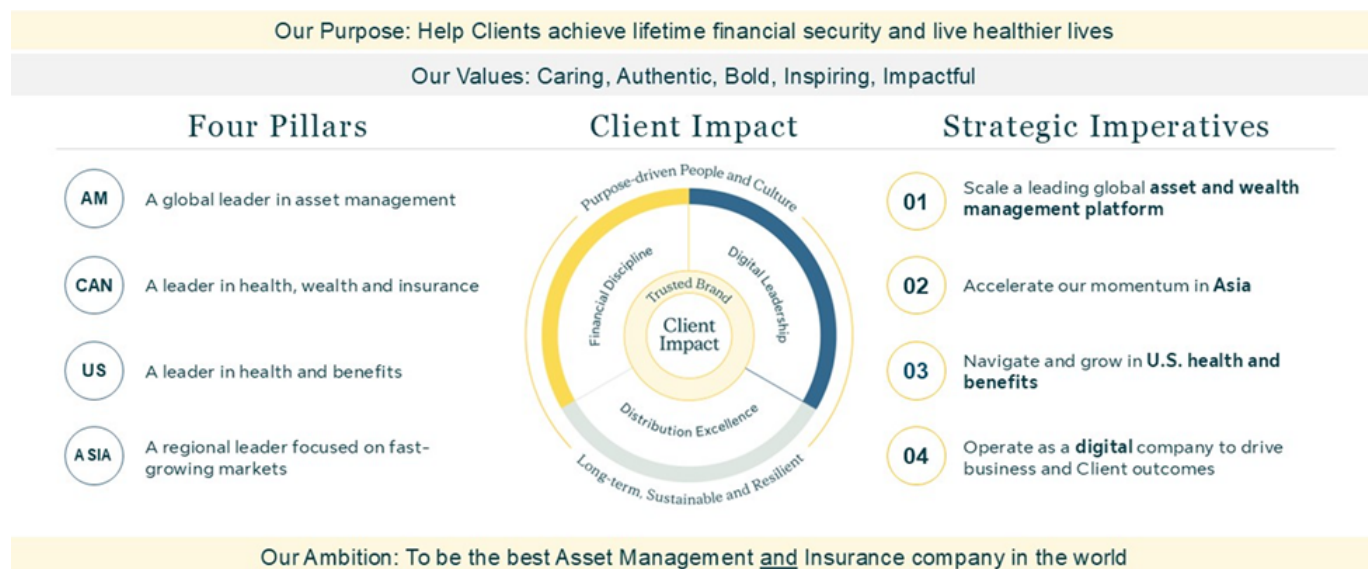 Our Purpose: Help Clients achieve lifetime financial security and live healthier lives
Our Values: Caring, Authentic, Bold, Inspiring, Impactful
Four Pillars
AM
A global leader in asset management
CAN
A leader in health, wealth and insurance
US
A leader in health and benefits
ASIA
A regional leader focused on fast-
growing markets
Client Impact
Purpose-driven People and Culture
Financial Discipline
Digital Leadership
Trusted Brand
Client
Impact
Distribution Excellence
Long-term, Sustainable and Resilient
Strategic Imperatives
01
Scale a leading global asset and wealth
management platform
02
Accelerate our momentum in Asia
03
Navigate and grow in U.S. health and
benefits
04
Operate as a digital company to drive
business and Client outcomes
Our Ambition: To be the best Asset Management and Insurance company in the world